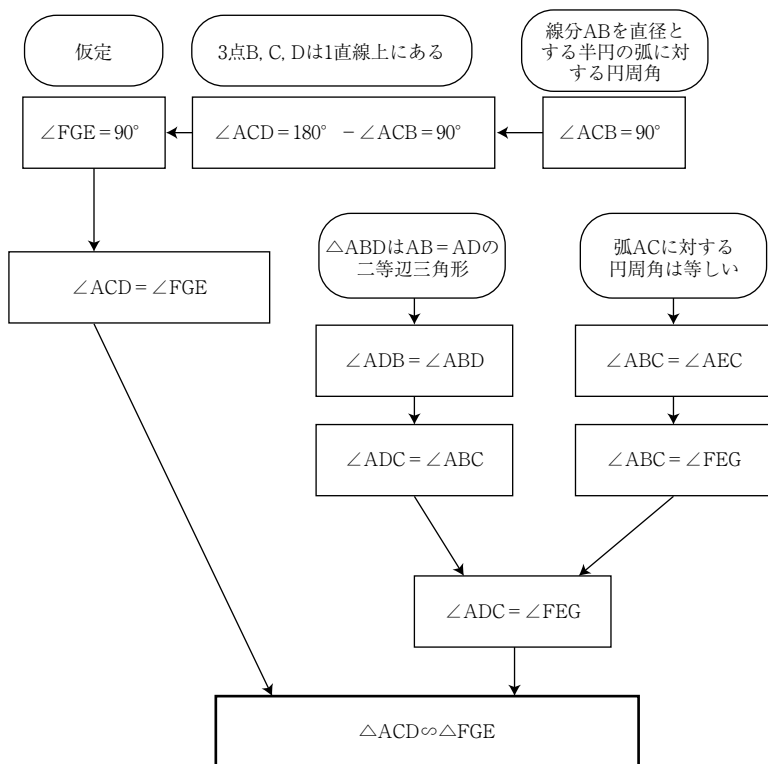 仮定
3点B, C, Dは1直線上にある
線分ABを直径と
する半円の弧に対
する円周角
∠FGE＝90°
∠ACD＝180° －∠ACB＝90°
∠ACB＝90°
∠ACD＝∠FGE
△ABDはAB＝ADの
二等辺三角形
弧ACに対する
円周角は等しい
∠ADB＝∠ABD
∠ABC＝∠AEC
∠ADC＝∠ABC
∠ABC＝∠FEG
∠ADC＝∠FEG
△ACD∽△FGE